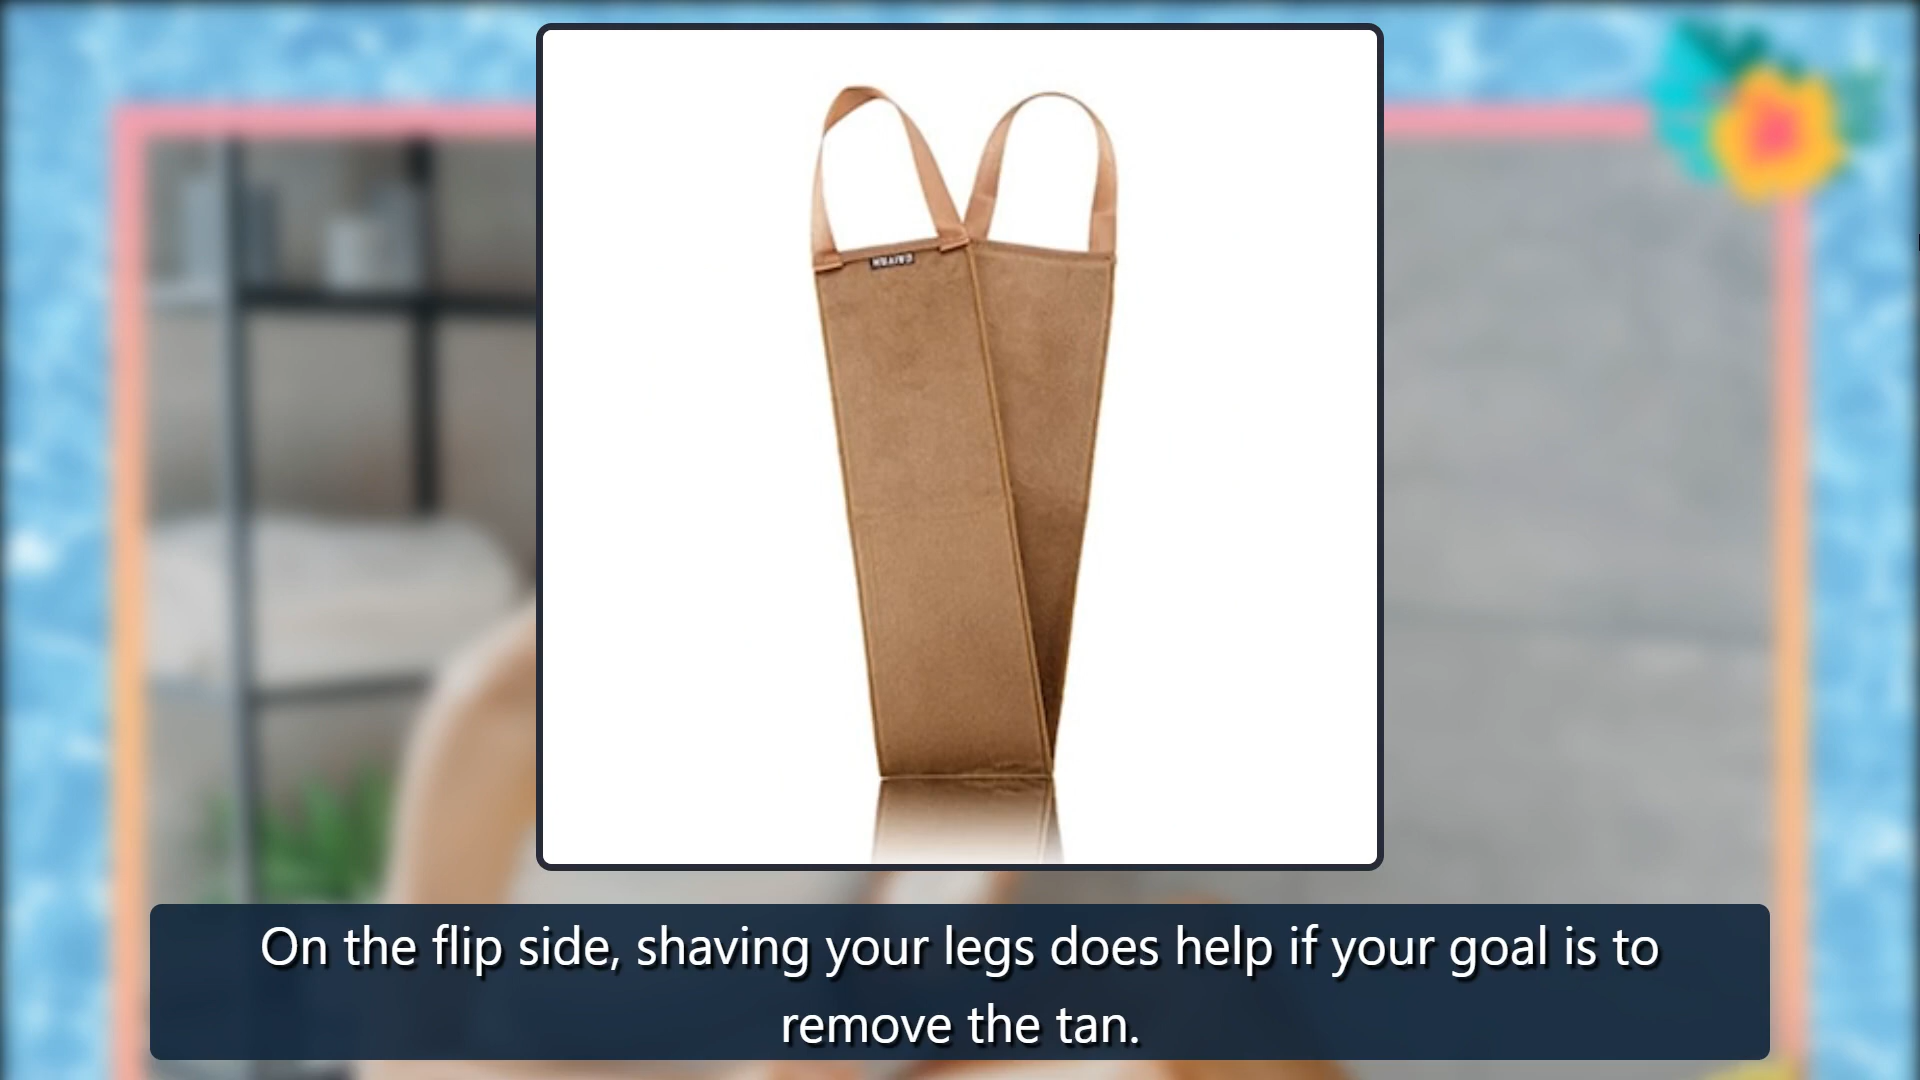 On the flip side, shaving your legs does help if your goal is to
remove the tan.